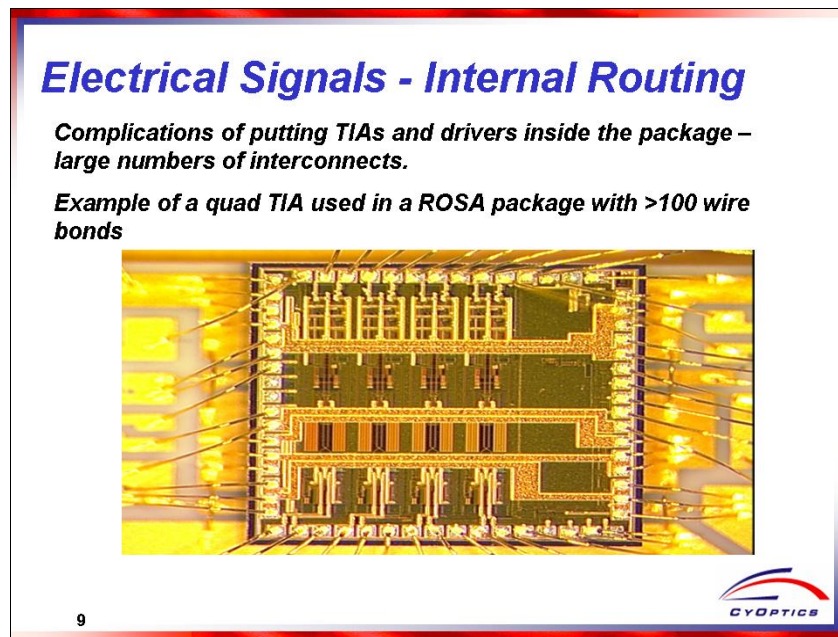 Electrical Signals - Internal Routing
Complications of putting TIAs and drivers inside the package –
large numbers of interconnects.
Example of a quad TIA used in a ROSA package with >100 wire
bonds
CYOPTICS
9